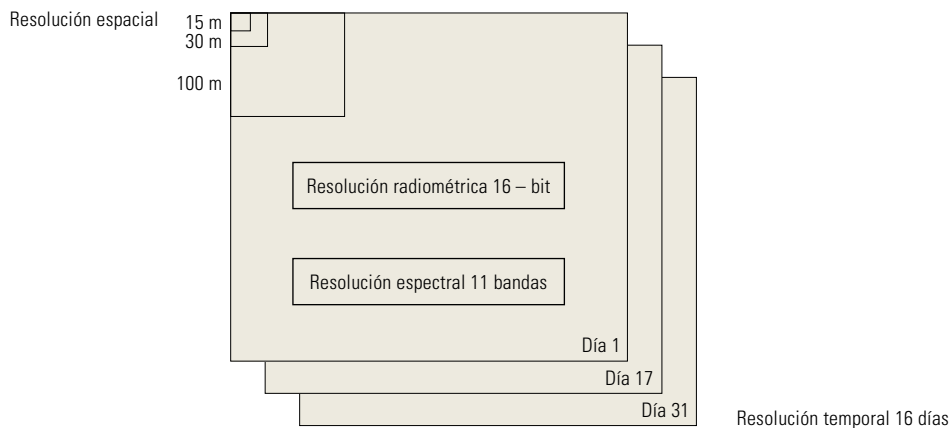 Resolución espacial
15 m
30 m
100 m
Resolución radiométrica 16 – bit
Resolución espectral 11 bandas
Día 1
Día 17
Día 31
Resolución temporal 16 días